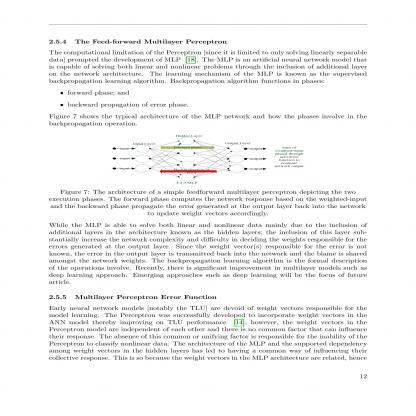 2.5.4 The Feed-forward Multilayer Perceptron
The computational limitation of the Perceptron [since it is limited to only solving linearly separable
data] prompted the development of MLP [18]. The MLP is an artificial neural network model that
is capable of solving both linear and nonlinear problems through the inclusion of additional layer
on the network architecture. The learning mechanism of the MLP is known as the supervised
backpropagation learning algorithm. Backpropagation algorithm functions in phases:
• forward phase; and
• backward propagation of error phase.
Figure 7 shows the typical architecture of the MLP network and how the phases involve in the
backpropagation operation.
Hidden Layer
Input Layer
Output Layer
Figure 7: The architecture of a simple feedforward multilayer perceptron depicting the two
execution phases. The forward phase computes the network response based on the weighted-input
and the backward phase propagate the error generated at the output layer back into the network
to update weight vectors accordingly.
While the MLP is able to solve both linear and nonlinear data mainly due to the inclusion of
additional layers in the architecture known as the hidden layers; the inclusion of this layer sub-
stantially increase the network complexity and difficulty in deciding the weights responsible for the
errors generated at the output layer. Since the weight vector(s) responsible for the error is not
known, the error in the output layer is transmitted back into the network and the blame is shared
amongst the network weights. The backpropagation learning algorithm is the formal description
of the operations involve. Recently, there is significant improvement in multilayer models such as
deep learning approach. Emerging approaches such as deep learning will be the focus of future
article.
2.5.5 Multilayer Perceptron Error Function
Early neural network models [notably the TLU] are devoid of weight vectors responsible for the
model learning. The Perceptron was successfully developed to incorporate weight vectors in the
ANN model thereby improving on TLU performance [14], however, the weight vectors in the
Perceptron model are independent of each other and there is no common factor that can influence
their response. The absence of this common or unifying factor is responsible for the inability of the
Perceptron to classify nonlinear data. The architecture of the MLP and the supported dependency
among weight vectors in the hidden layers has led to having a common way of influencing their
collective response. This is so because the weight vectors in the MLP architecture are related, hence
12